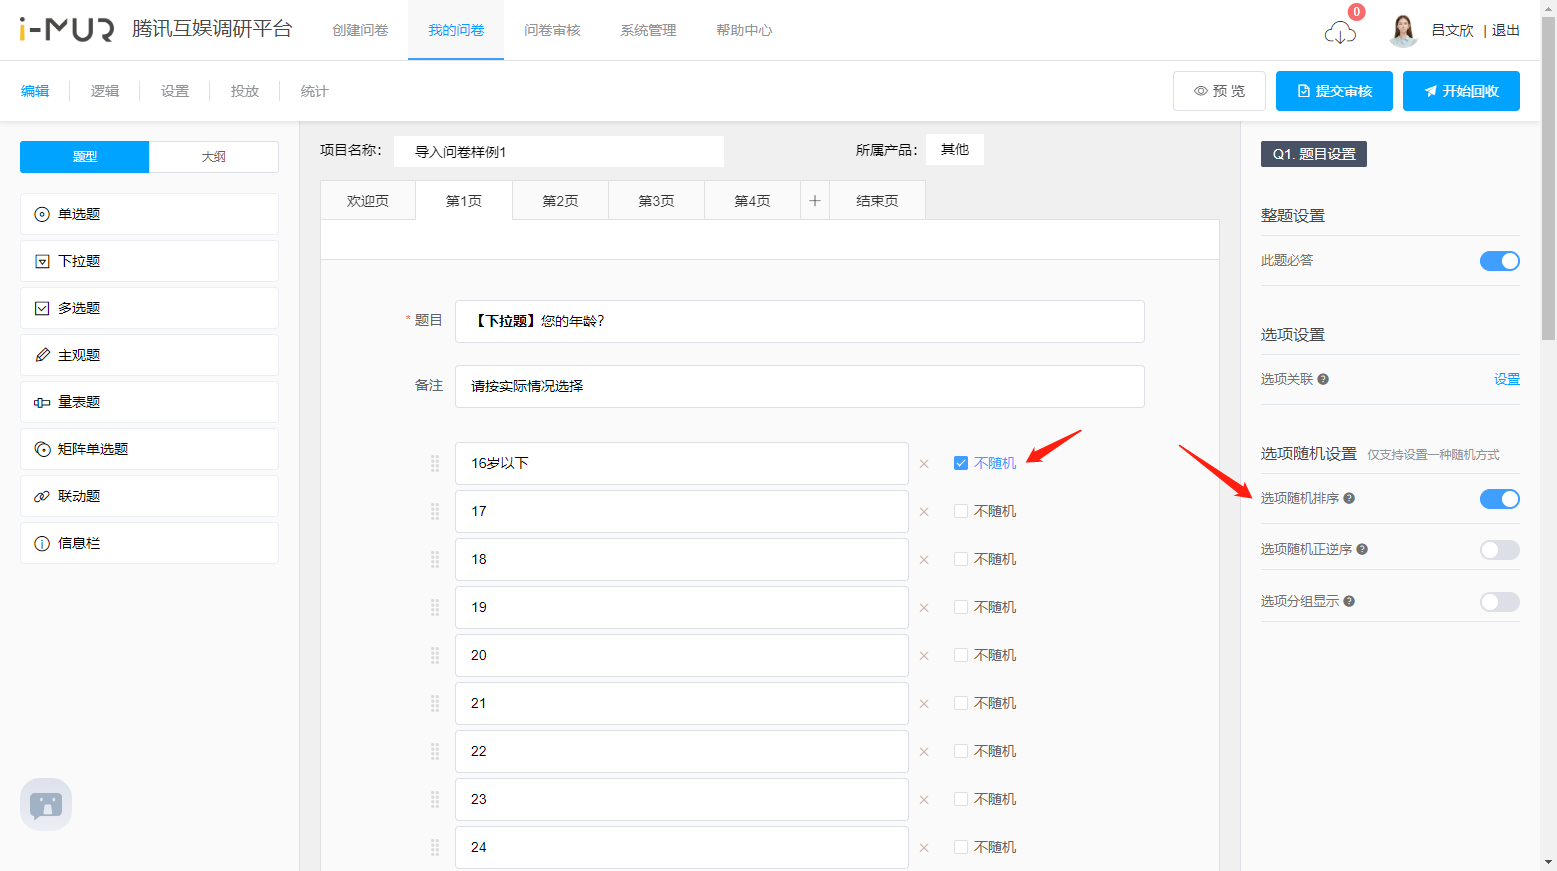 i-MUR 腾讯互娱调研平台 创建问卷 我的问卷 问卷审核 系统管理 帮助中心 0 吕文欣 | 退出
编辑 逻辑 设置 投放 统计 预 览 提交审核 开始回收
题型 大纲
单选题
下拉题
多选题
主观题
量表题
矩阵单选题
联动题
信息栏
项目名称: 导入问卷样例1 所属产品: 其他
欢迎页 第1页 第2页 第3页 第4页 + 结束页
* 题目 【下拉题】您的年龄?
备注 请按实际情况选择
16岁以下 × 不随机
17 × 不随机
18 × 不随机
19 × 不随机
20 × 不随机
21 × 不随机
22 × 不随机
23 × 不随机
24 × 不随机
Q1. 题目设置
整题设置
此题必答
选项设置
选项关联 ? 设置
选项随机设置 仅支持设置一种随机方式
选项随机排序 ?
选项随机正逆序 ?
选项分组显示 ?